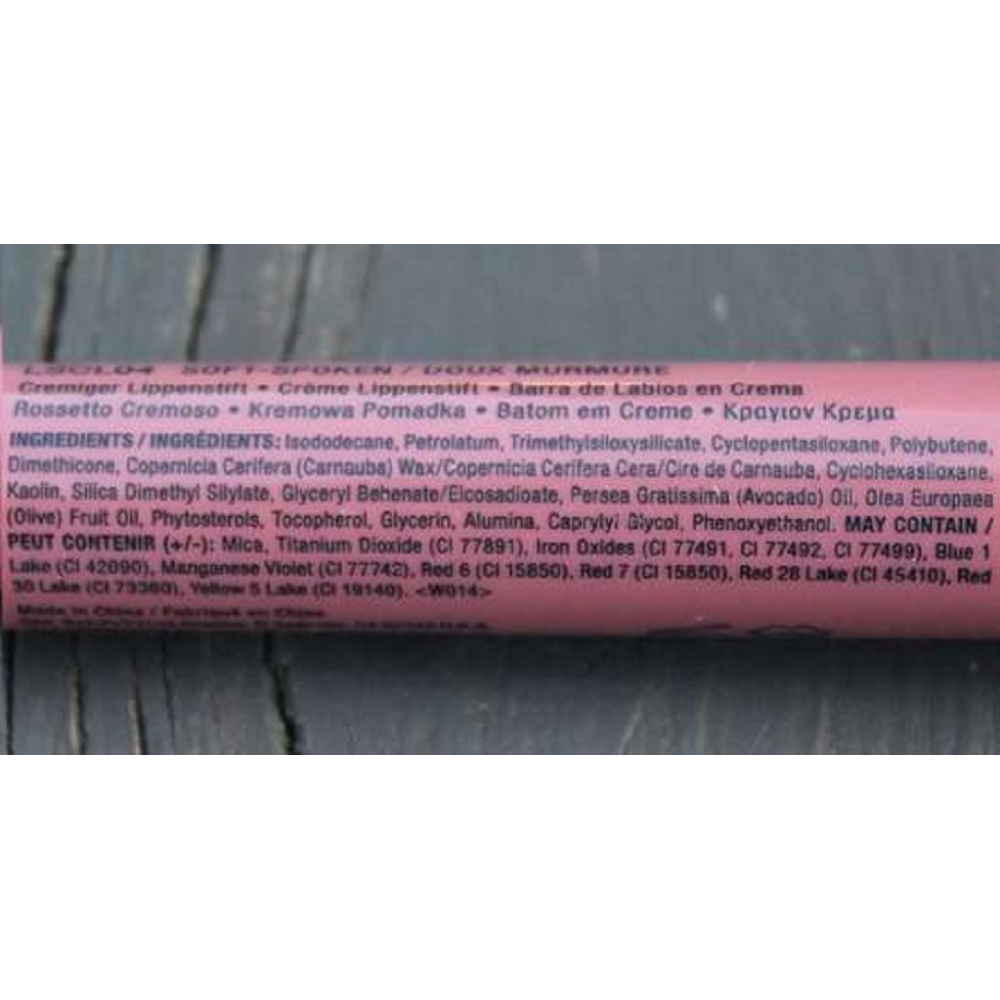 LSCL04 SOFT-SPOKEN / DOUX MURMURE
Cremiger Lippenstift • Crème Lippenstift • Barra de Labios en Crema
Rossetto Cremoso • Kremowa Pomadka • Batom em Creme • Κραγιον Κρεμα
INGREDIENTS / INGRÉDIENTS: Isododecane, Petrolatum, Trimethylsiloxysilicate, Cyclopentasiloxane, Polybutene,
Dimethicone, Copernicia Cerifera (Carnauba) Wax/Copernicia Cerifera Cera/Cire de Carnauba, Cyclohexasiloxane,
Kaolin, Silica Dimethyl Silylate, Glyceryl Behenate/Eicosadioate, Persea Gratissima (Avocado) Oil, Olea Europaea
(Olive) Fruit Oil, Phytosterols, Tocopherol, Glycerin, Alumina, Caprylyl Glycol, Phenoxyethanol. MAY CONTAIN /
PEUT CONTENIR (+/-): Mica, Titanium Dioxide (CI 77891), Iron Oxides (CI 77491, CI 77492, CI 77499), Blue 1
Lake (CI 42090), Manganese Violet (CI 77742), Red 6 (CI 15850), Red 7 (CI 15850), Red 28 Lake (CI 45410), Red
30 Lake (CI 73360), Yellow 5 Lake (CI 19140). <W014>
Made in China / Fabriqué en Chine